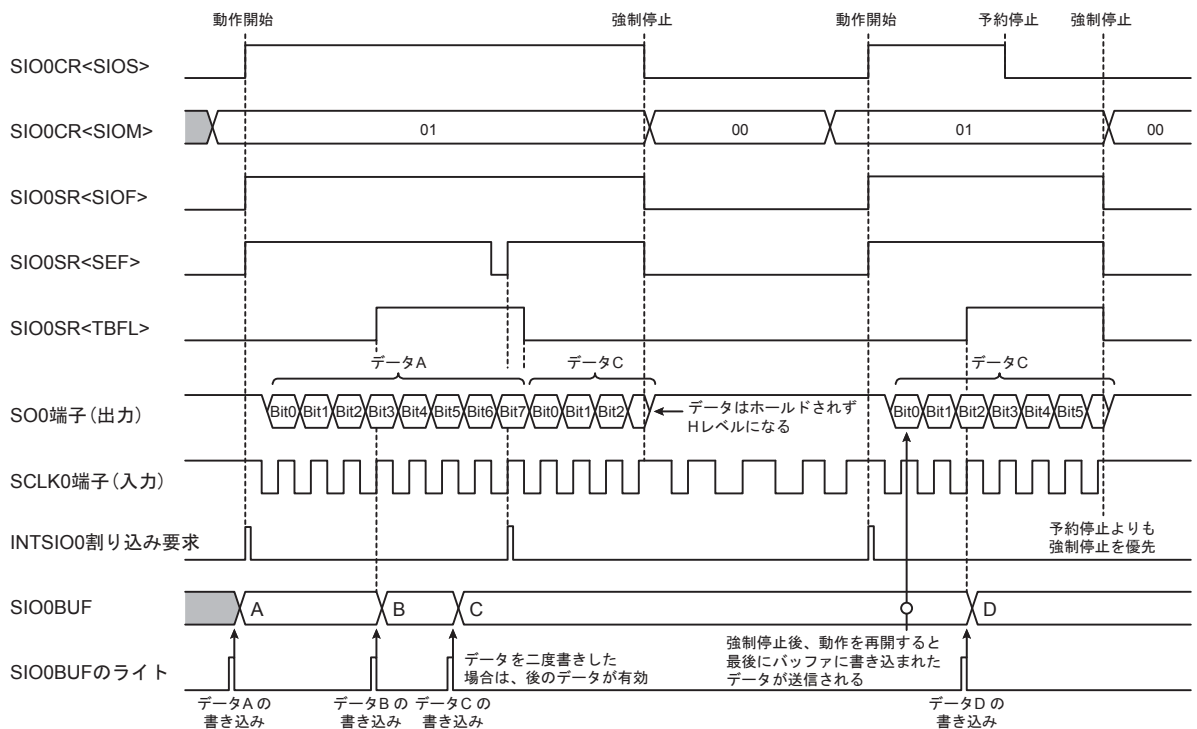 動作開始 強制停止 動作開始 予約停止 強制停止
SIO0CR<SIOS>
SIO0CR<SIOM> 01 00 01 00
SIO0SR<SIOF>
SIO0SR<SEF>
SIO0SR<TBFL>
データA データC データC
SO0端子(出力) Bit0 Bit1 Bit2 Bit3 Bit4 Bit5 Bit6 Bit7 Bit0 Bit1 Bit2 Bit0 Bit1 Bit2 Bit3 Bit4 Bit5
データはホールドされず
Hレベルになる
SCLK0端子(入力)
INTSIO0割り込み要求
予約停止よりも
強制停止を優先
SIO0BUF A B C D
SIO0BUFのライト
データを二度書きした
場合は、後のデータが有効
強制停止後、動作を再開すると
最後にバッファに書き込まれた
データが送信される
データA の
書き込み
データB の
書き込み
データC の
書き込み
データD の
書き込み